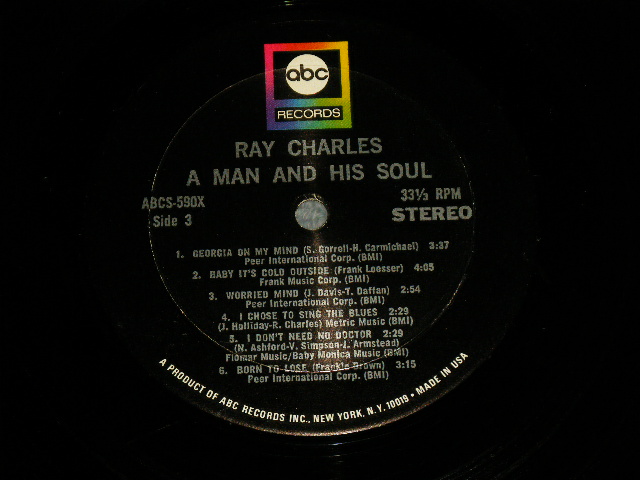 abc
RECORDS
RAY CHARLES
A MAN AND HIS SOUL
ABCS-590X
Side 3
33⅓ RPM
STEREO
1. GEORGIA ON MY MIND (S. Gorrell-H. Carmichael) 3:37
Peer International Corp. (BMI)
2. BABY IT'S COLD OUTSIDE (Frank Loesser) 4:05
Frank Music Corp. (BMI)
3. WORRIED MIND (J. Davis-T. Daffan) 2:54
Peer International Corp. (BMI)
4. I CHOSE TO SING THE BLUES 2:29
(J. Holliday-R. Charles) Metric Music (BMI)
5. I DON'T NEED NO DOCTOR 2:29
(N. Ashford-V. Simpson-J. Armstead)
Flomar Music/Baby Monica Music (BMI)
6. BORN TO LOSE (Frankie Brown) 3:15
Peer International Corp. (BMI)
A PRODUCT OF ABC RECORDS INC., NEW YORK, N.Y. 10019 • MADE IN USA